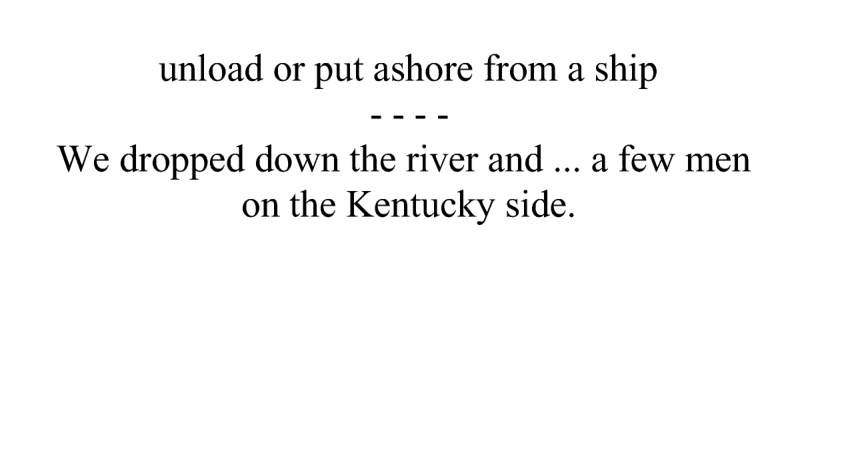 unload or put ashore from a ship
- - - -
We dropped down the river and ... a few men
on the Kentucky side.